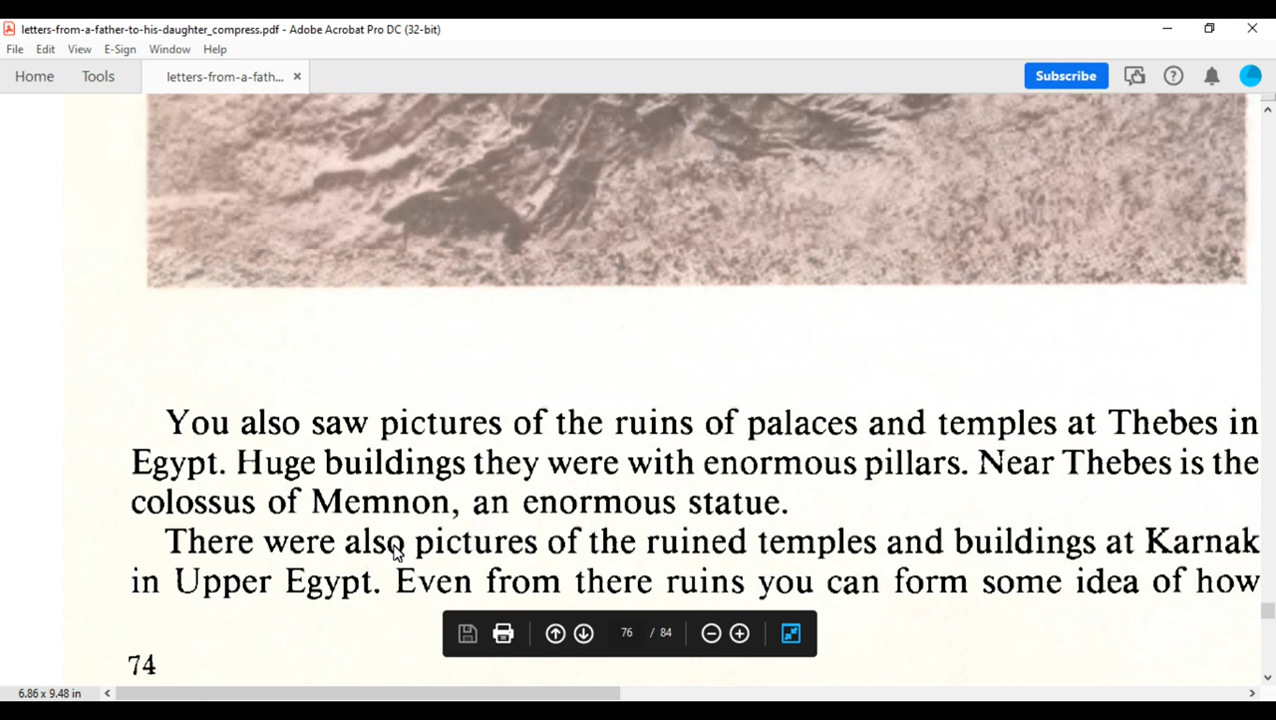 letters-from-a-father-to-his-daughter_compress.pdf - Adobe Acrobat Pro DC (32-bit)
File Edit View E-Sign Window Help
Home Tools letters-from-a-fath... Subscribe
You also saw pictures of the ruins of palaces and temples at Thebes in
Egypt. Huge buildings they were with enormous pillars. Near Thebes is the
colossus of Memnon, an enormous statue.
There were also pictures of the ruined temples and buildings at Karnak
in Upper Egypt. Even from there ruins you can form some idea of how
76 / 84
74
6.86 x 9.48 in